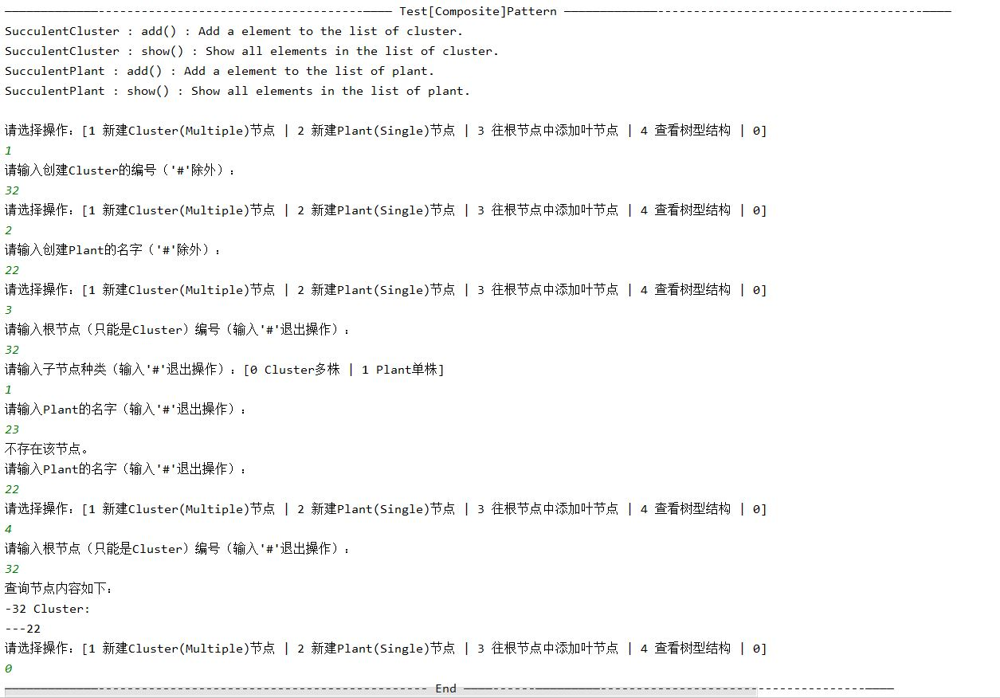 ———————————————————————————————————————————————————— Test[Composite]Pattern ————————————————————————————————————————————————————
SucculentCluster : add() : Add a element to the list of cluster.
SucculentCluster : show() : Show all elements in the list of cluster.
SucculentPlant : add() : Add a element to the list of plant.
SucculentPlant : show() : Show all elements in the list of plant.
请选择操作：[1 新建Cluster(Multiple)节点 | 2 新建Plant(Single)节点 | 3 往根节点中添加叶节点 | 4 查看树型结构 | 0]
1
请输入创建Cluster的编号（'#'除外）：
32
请选择操作：[1 新建Cluster(Multiple)节点 | 2 新建Plant(Single)节点 | 3 往根节点中添加叶节点 | 4 查看树型结构 | 0]
2
请输入创建Plant的名字（'#'除外）：
22
请选择操作：[1 新建Cluster(Multiple)节点 | 2 新建Plant(Single)节点 | 3 往根节点中添加叶节点 | 4 查看树型结构 | 0]
3
请输入根节点（只能是Cluster）编号（输入'#'退出操作）：
32
请输入子节点种类（输入'#'退出操作）：[0 Cluster多株 | 1 Plant单株]
1
请输入Plant的名字（输入'#'退出操作）：
23
不存在该节点。
请输入Plant的名字（输入'#'退出操作）：
22
请选择操作：[1 新建Cluster(Multiple)节点 | 2 新建Plant(Single)节点 | 3 往根节点中添加叶节点 | 4 查看树型结构 | 0]
4
请输入根节点（只能是Cluster）编号（输入'#'退出操作）：
32
查询节点内容如下：
-32 Cluster:
---22
请选择操作：[1 新建Cluster(Multiple)节点 | 2 新建Plant(Single)节点 | 3 往根节点中添加叶节点 | 4 查看树型结构 | 0]
0
———————————————————————————————————————————————————— End ————————————————————————————————————————————————————